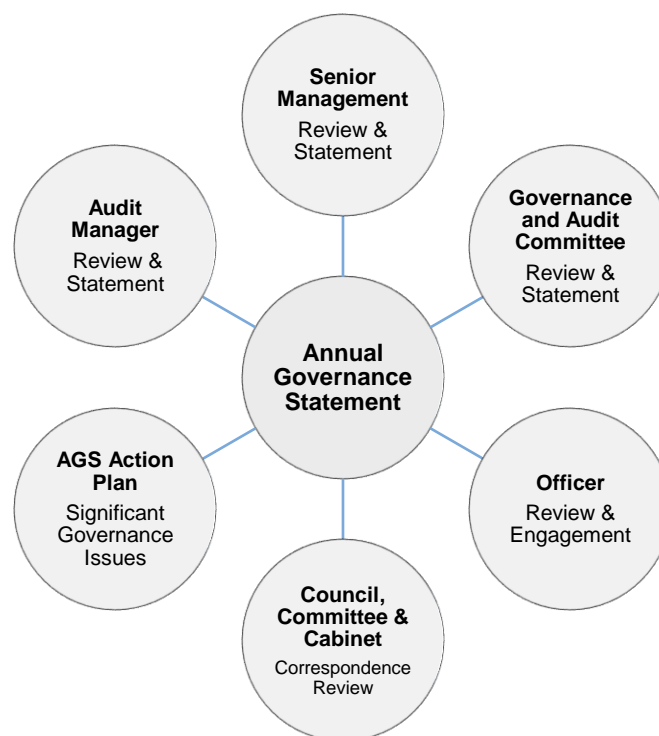 Senior
Management
Review &
Statement
Governance
and Audit
Committee
Review &
Statement
Officer
Review &
Engagement
Council,
Committee &
Cabinet
Correspondence
Review
AGS Action
Plan
Significant
Governance
Issues
Audit
Manager
Review &
Statement
Annual
Governance
Statement